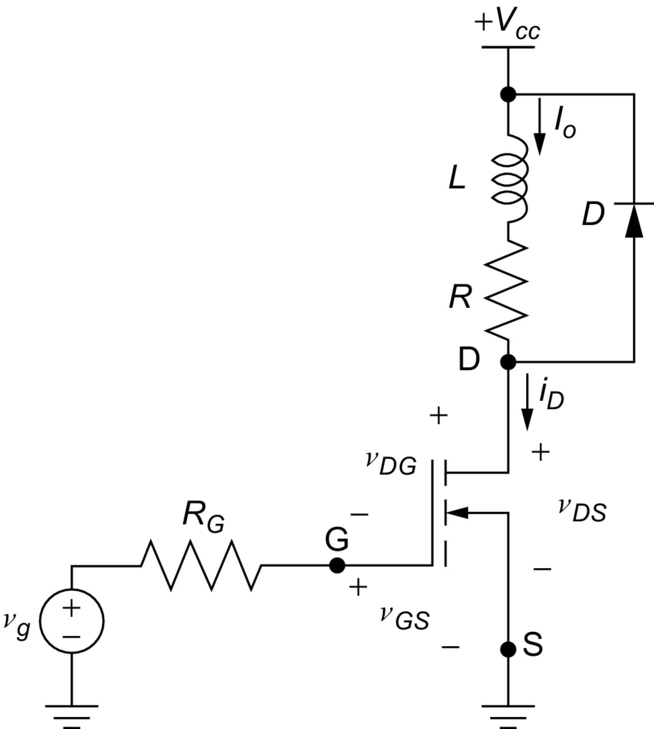 +Vcc
Io
L
D
R
D
iD
+
+
vDG
vDS
RG
−
G
+
−
vg
+
−
vGS
−
S